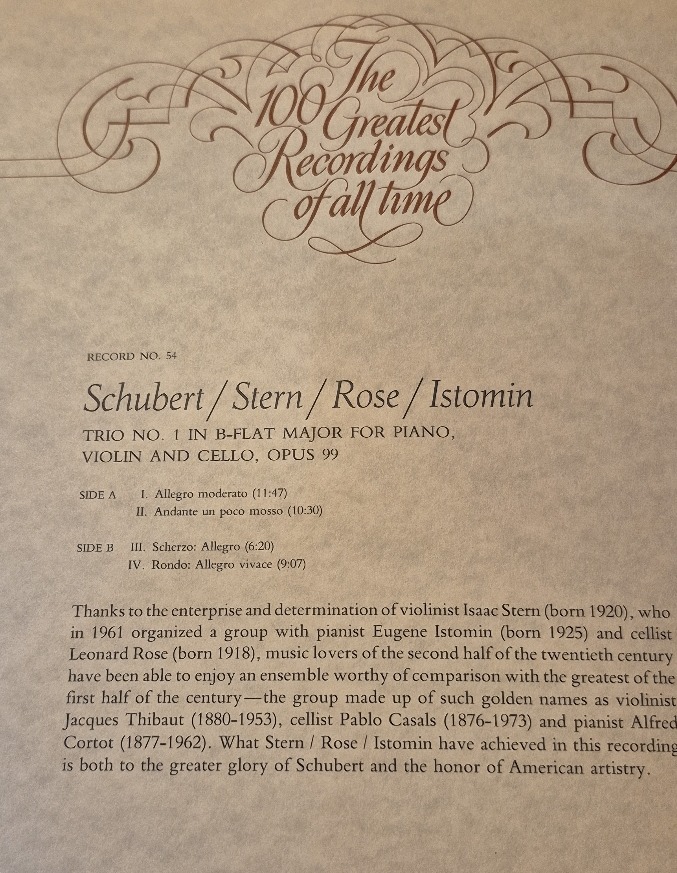 The
100 Greatest
Recordings
of all time
RECORD NO. 54
Schubert / Stern / Rose / Istomin
TRIO NO. 1 IN B-FLAT MAJOR FOR PIANO,
VIOLIN AND CELLO, OPUS 99
SIDE A I. Allegro moderato (11:47)
II. Andante un poco mosso (10:30)
SIDE B III. Scherzo: Allegro (6:20)
IV. Rondo: Allegro vivace (9:07)
Thanks to the enterprise and determination of violinist Isaac Stern (born 1920), who
in 1961 organized a group with pianist Eugene Istomin (born 1925) and cellist
Leonard Rose (born 1918), music lovers of the second half of the twentieth century
have been able to enjoy an ensemble worthy of comparison with the greatest of the
first half of the century—the group made up of such golden names as violinist
Jacques Thibaut (1880-1953), cellist Pablo Casals (1876-1973) and pianist Alfred
Cortot (1877-1962). What Stern / Rose / Istomin have achieved in this recording
is both to the greater glory of Schubert and the honor of American artistry.